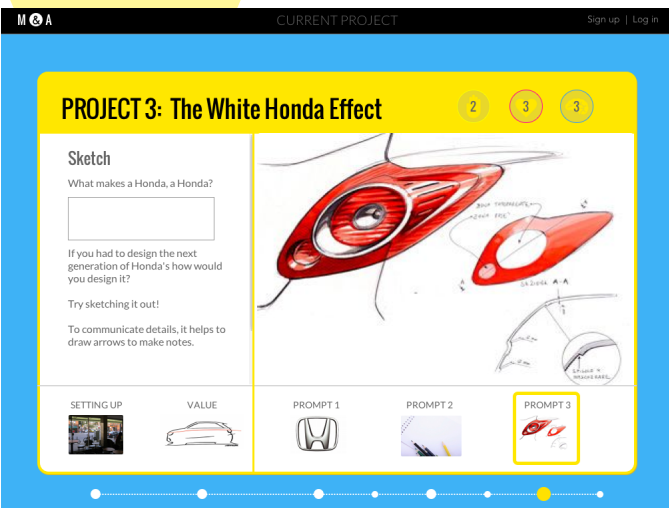 M & A
CURRENT PROJECT
Sign up | Log in
PROJECT 3: The White Honda Effect
2
3
3
Sketch
What makes a Honda, a Honda?
If you had to design the next
generation of Honda's how would
you design it?
Try sketching it out!
To communicate details, it helps to
draw arrows to make notes.
A-A
SETTING UP
VALUE
PROMPT 1
PROMPT 2
PROMPT 3